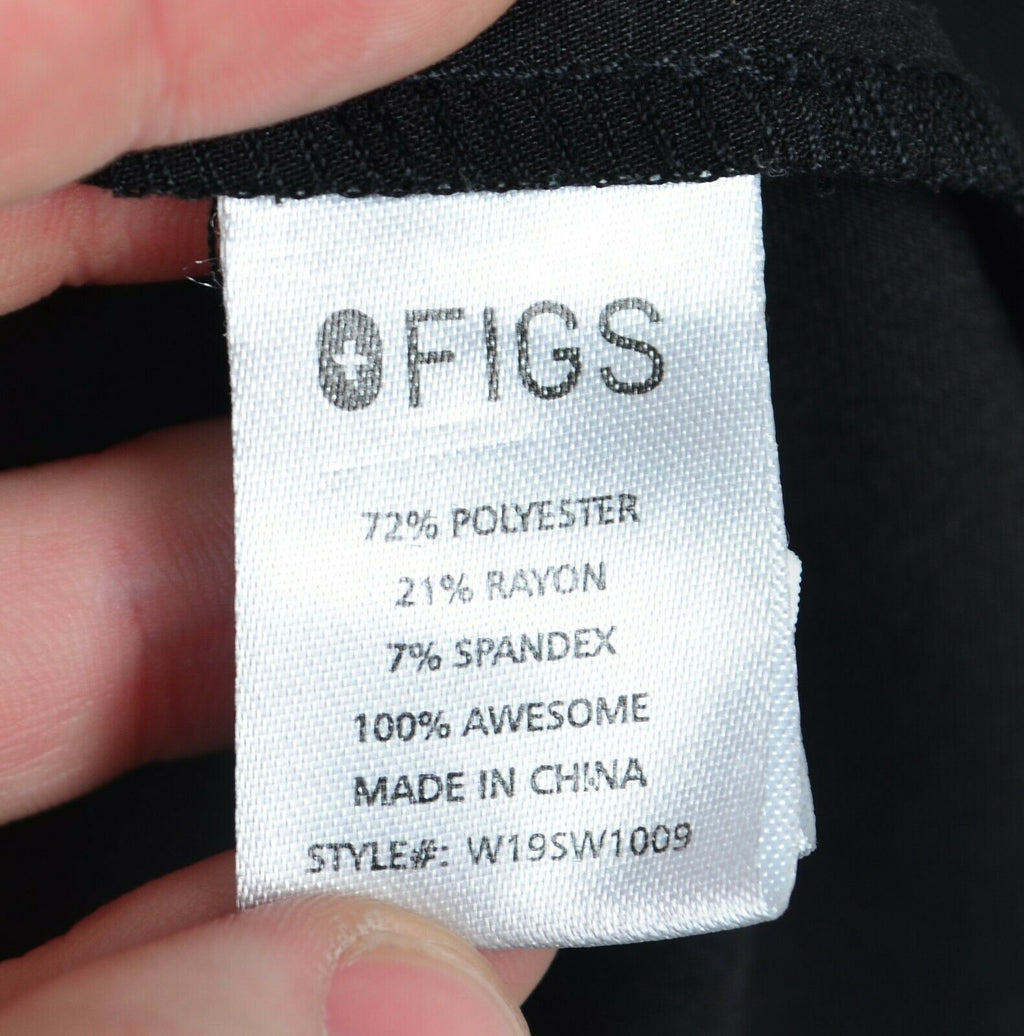 FIGS
72% POLYESTER
21% RAYON
7% SPANDEX
100% AWESOME
MADE IN CHINA
STYLE#: W19SW1009